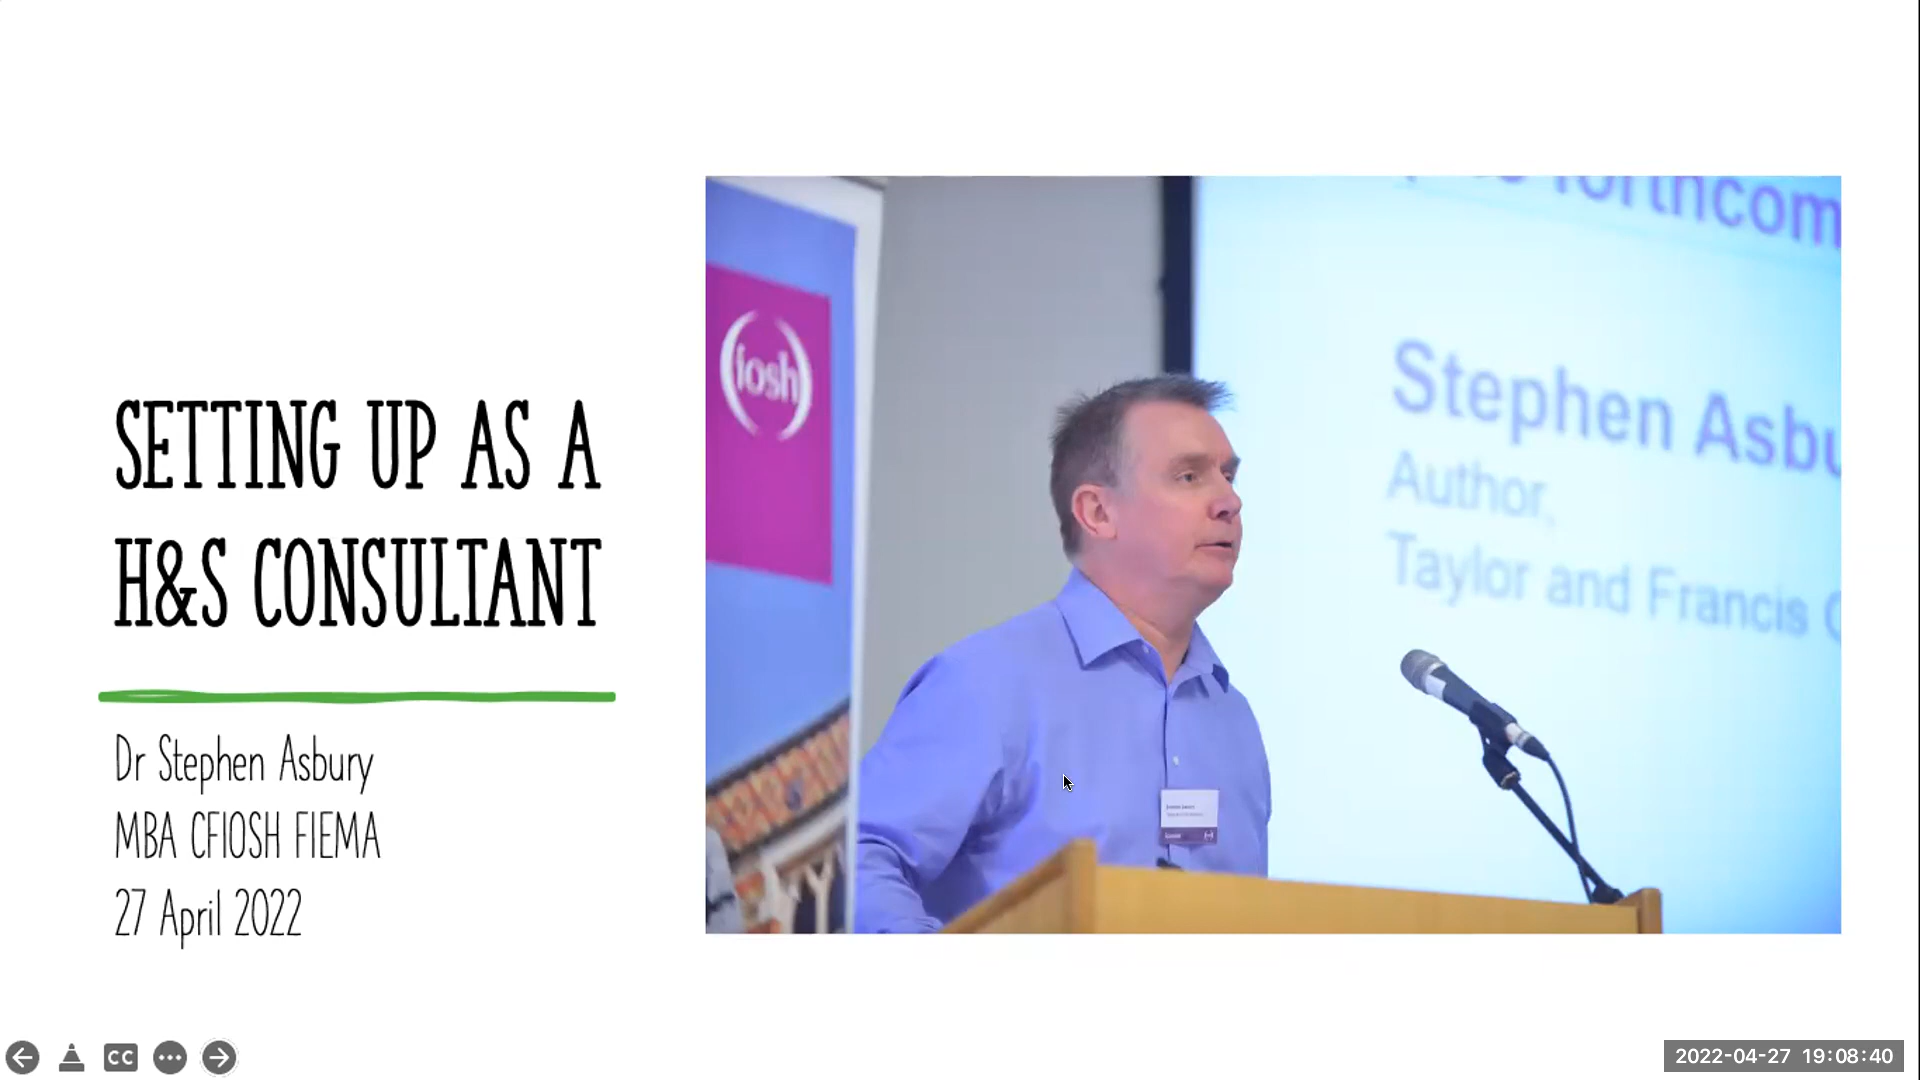 SETTING UP AS A
H&S CONSULTANT
Dr Stephen Asbury
MBA CFIOSH FIEMA
27 April 2022
iosh
forthcom
Stephen Asbu
Author,
Taylor and Francis
CC
2022-04-27 19:08:40